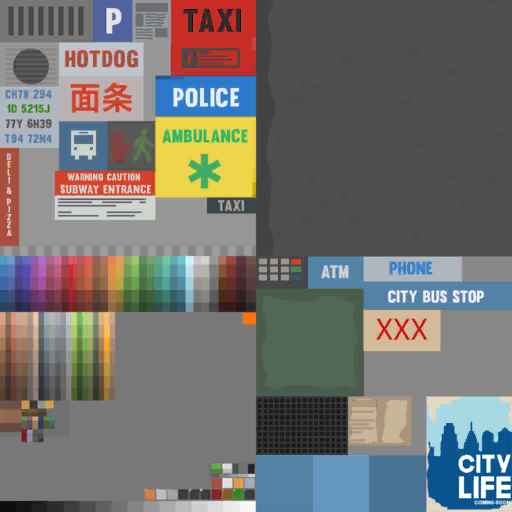 P
TAXI
HOTDOG
面条
CH78 294
1D 5215J
77Y 6H39
T94 72N4
POLICE
AMBULANCE
DELI & PIZZA
WARNING CAUTION
SUBWAY ENTRANCE
TAXI
ATM
PHONE
CITY BUS STOP
XXX
CITY
LIFE
COMING SOON